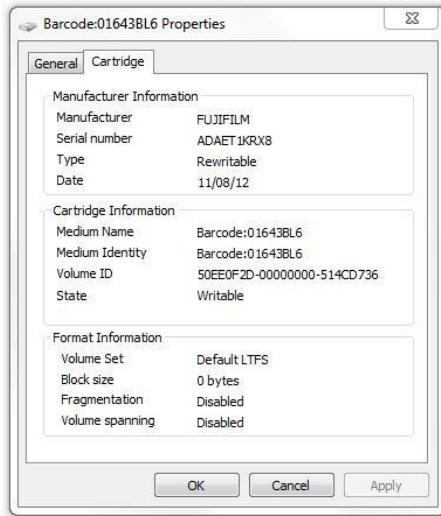 Barcode:01643BL6 Properties
General Cartridge
Manufacturer Information
Manufacturer FUJIFILM
Serial number ADAET1KRX8
Type Rewritable
Date 11/08/12
Cartridge Information
Medium Name Barcode:01643BL6
Medium Identity Barcode:01643BL6
Volume ID 50EE0F2D-00000000-514CD736
State Writable
Format Information
Volume Set Default LTFS
Block size 0 bytes
Fragmentation Disabled
Volume spanning Disabled
OK Cancel Apply